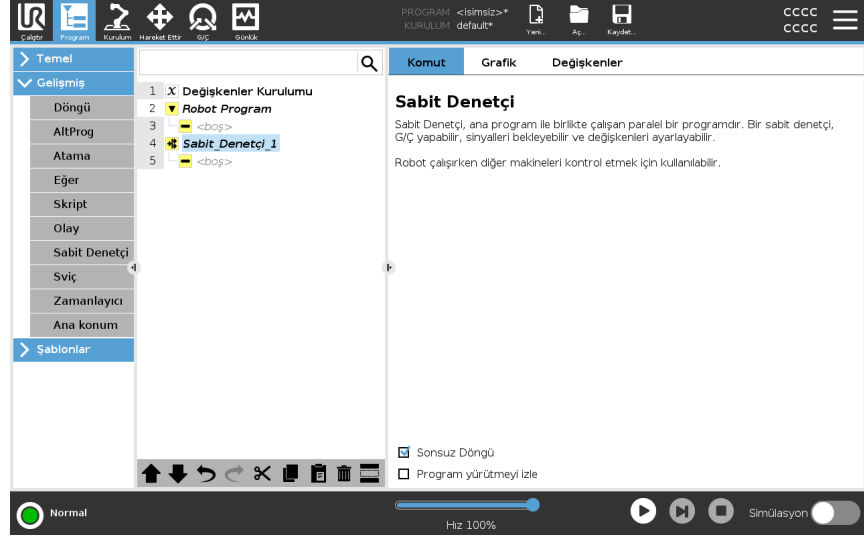 UR
PROGRAM <isimsiz>*
KURULUM default*
Çalıştır Program Kurulum Hareket Ettir G/Ç Günlük
Yeni... Aç... Kaydet...
CCCC
CCCC
Temel
Gelişmiş
Döngü
AltProg
Atama
Eğer
Skript
Olay
Sabit Denetçi
Sviç
Zamanlayıcı
Ana konum
Şablonlar
1 X Değişkenler Kurulumu
2 Robot Program
3 <boş>
4 Sabit_Denetçi_1
5 <boş>
Komut Grafik Değişkenler
Sabit Denetçi
Sabit Denetçi, ana program ile birlikte çalışan paralel bir programdır. Bir sabit denetçi,
G/Ç yapabilir, sinyalleri bekleyebilir ve değişkenleri ayarlayabilir.
Robot çalışırken diğer makineleri kontrol etmek için kullanılabilir.
Sonsuz Döngü
Program yürütmeyi izle
Normal
Hız 100%
Simülasyon